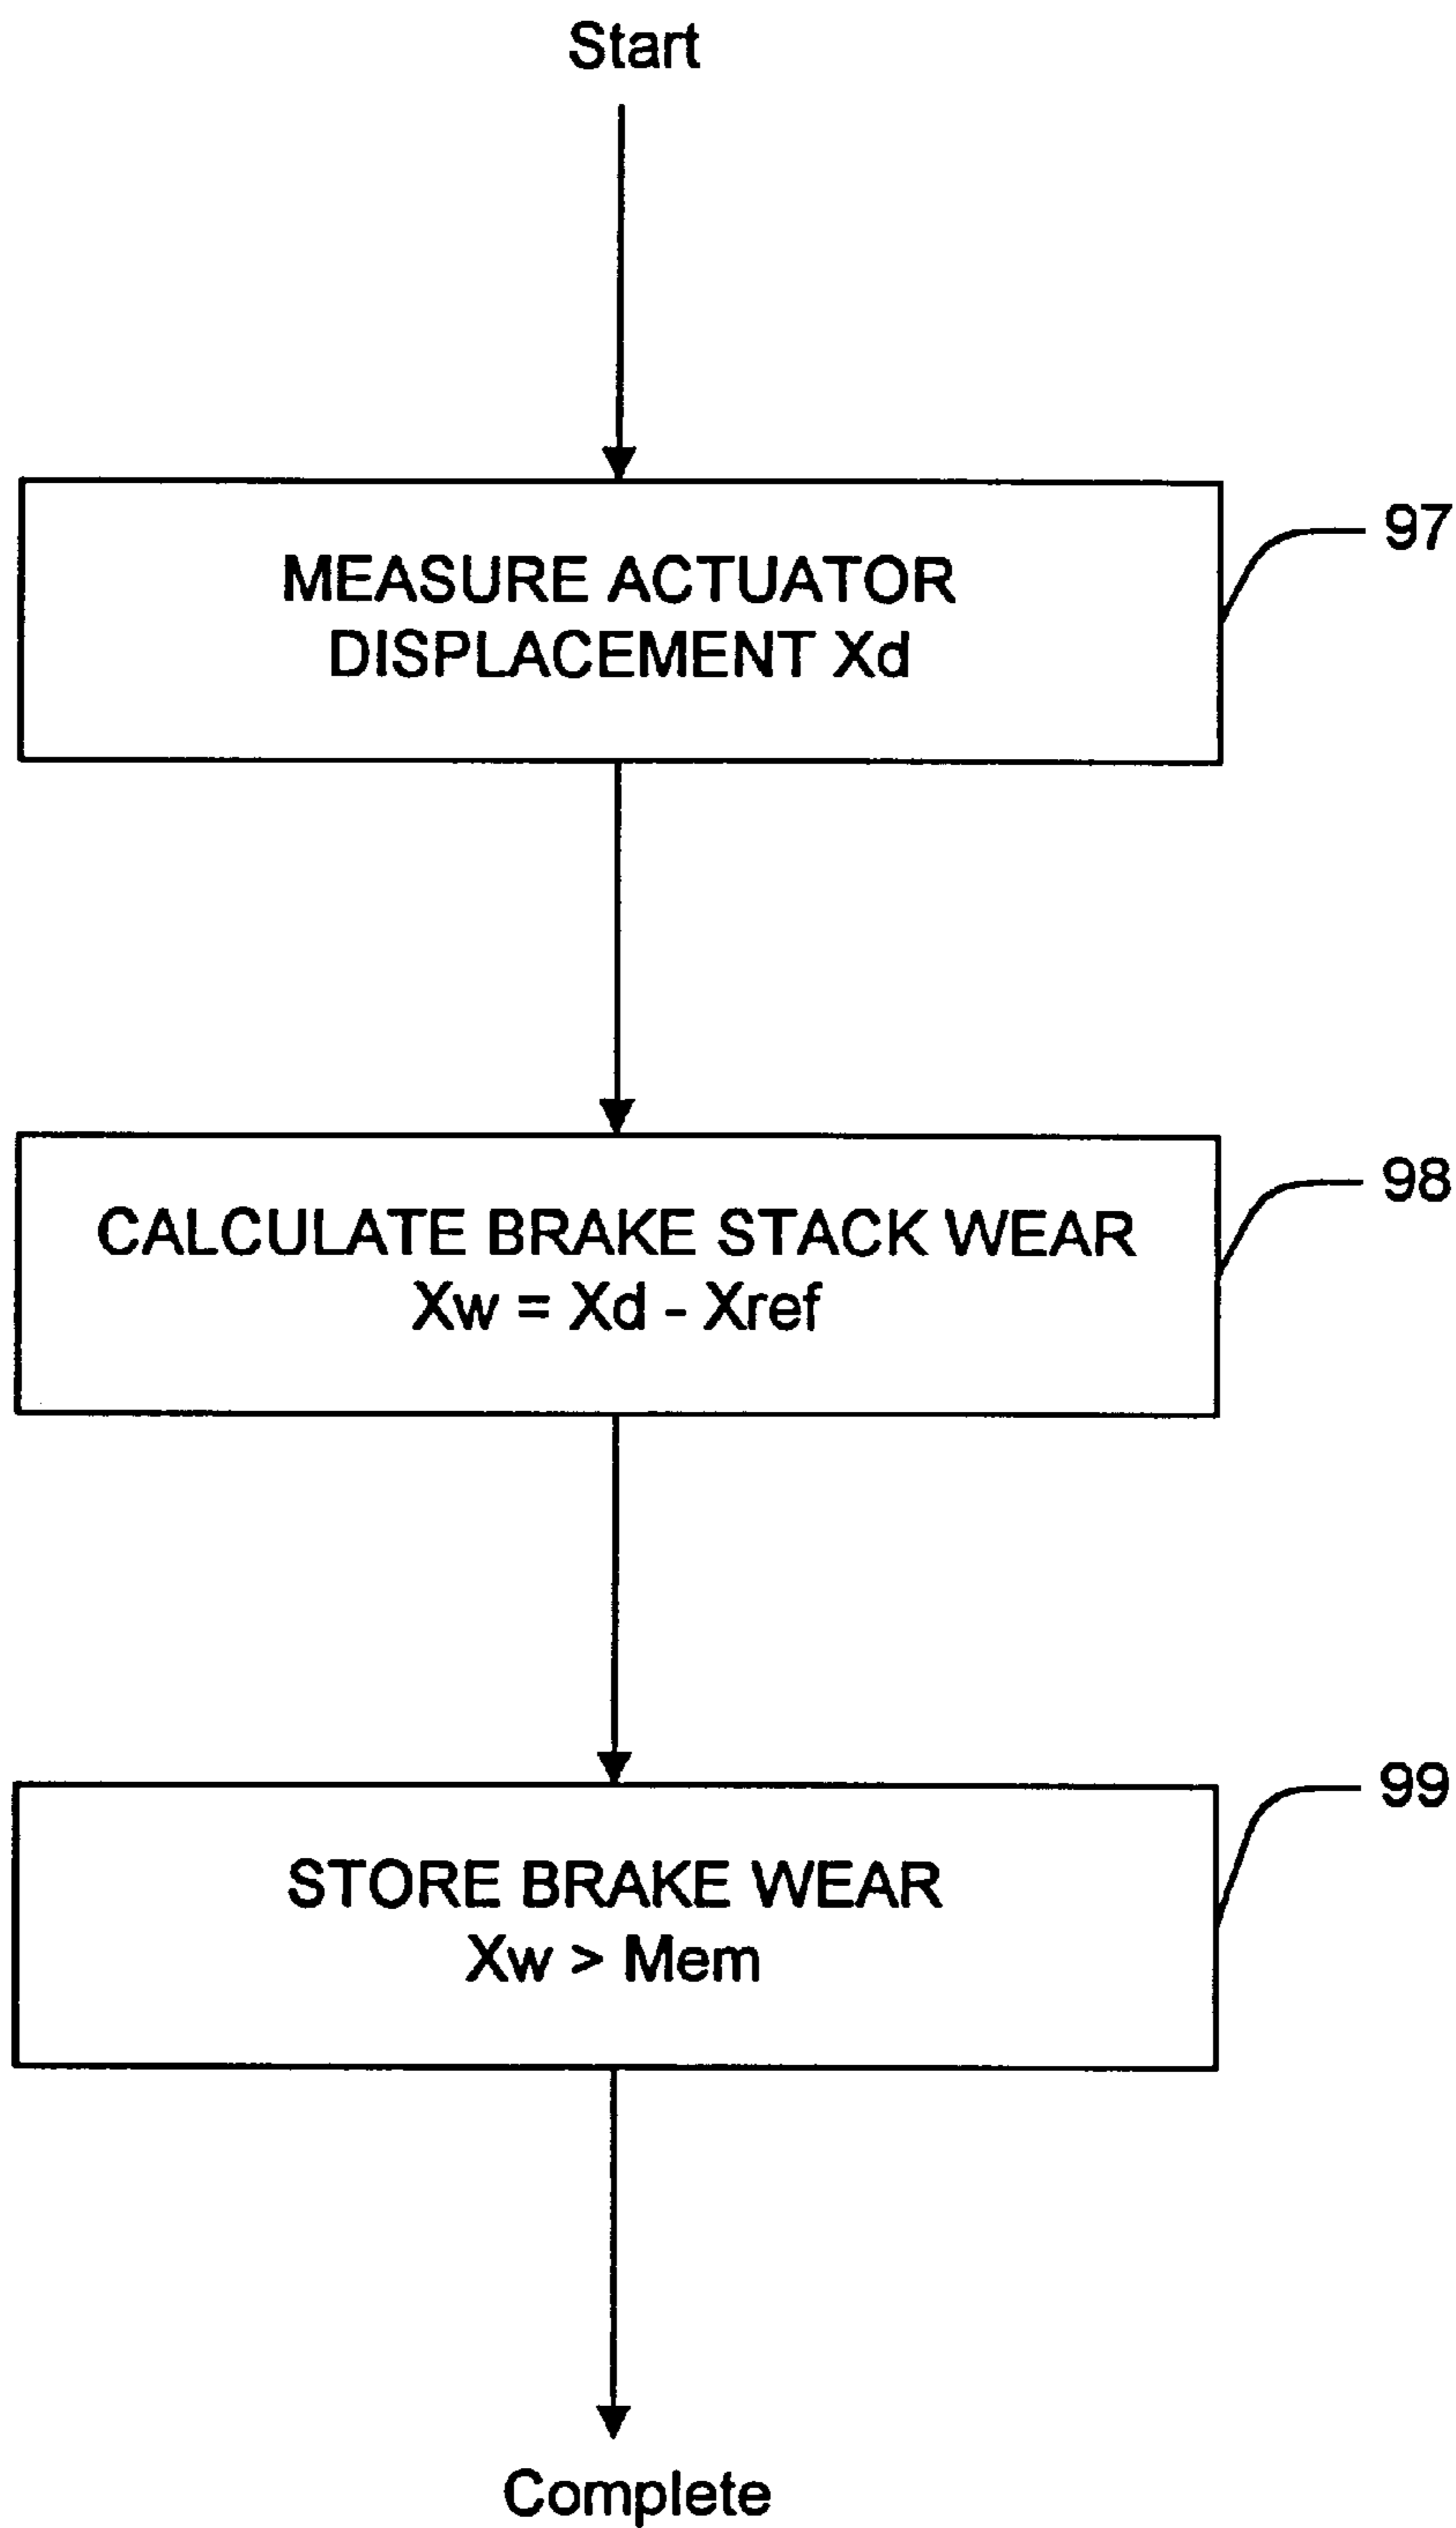 Start
97
MEASURE ACTUATOR
DISPLACEMENT Xd
98
CALCULATE BRAKE STACK WEAR
Xw = Xd - Xref
99
STORE BRAKE WEAR
Xw > Mem
Complete